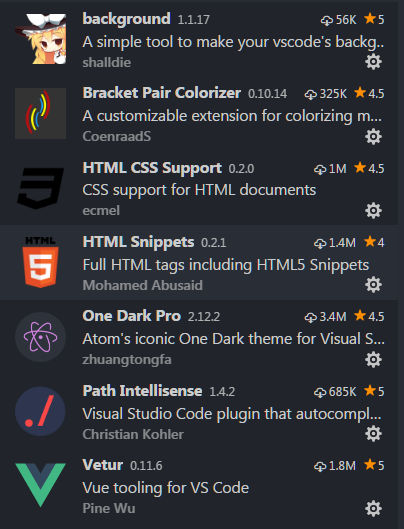 background 1.1.17 56K 5
A simple tool to make your vscode's backg..
shalldie
Bracket Pair Colorizer 0.10.14 325K 4.5
A customizable extension for colorizing m...
CoenraadS
HTML CSS Support 0.2.0 1M 4.5
CSS support for HTML documents
ecmel
HTML
HTML Snippets 0.2.1 1.4M 4
5
Full HTML tags including HTML5 Snippets
Mohamed Abusaid
One Dark Pro 2.12.2 3.4M 4.5
Atom's iconic One Dark theme for Visual S...
zhuangtongfa
Path Intellisense 1.4.2 685K 5
./
Visual Studio Code plugin that autocompl...
Christian Kohler
Vetur 0.11.6 1.8M 5
Vue tooling for VS Code
Pine Wu